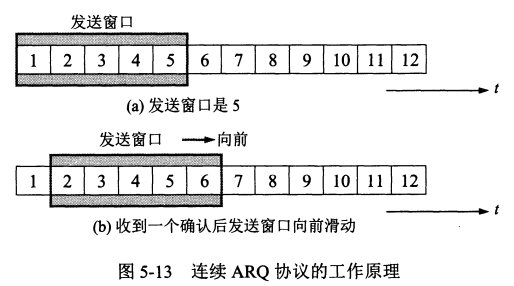 发送窗口
1 2 3 4 5 6 7 8 9 10 11 12
t
(a) 发送窗口是 5
发送窗口 向前
1 2 3 4 5 6 7 8 9 10 11 12
t
(b) 收到一个确认后发送窗口向前滑动
图 5-13 连续 ARQ 协议的工作原理